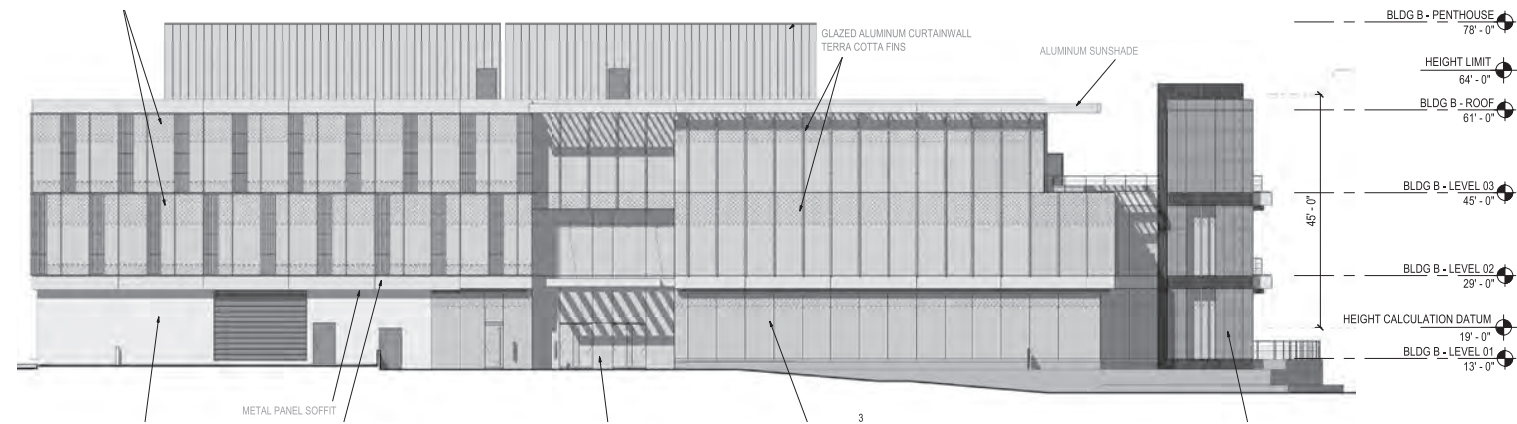 BLDG B - PENTHOUSE
78' - 0"
GLAZED ALUMINUM CURTAINWALL
TERRA COTTA FINS
ALUMINUM SUNSHADE
HEIGHT LIMIT
64' - 0"
BLDG B - ROOF
61' - 0"
BLDG B - LEVEL 03
45' - 0"
45' - 0"
BLDG B - LEVEL 02
29' - 0"
HEIGHT CALCULATION DATUM
19' - 0"
BLDG B - LEVEL 01
13' - 0"
METAL PANEL SOFFIT
3